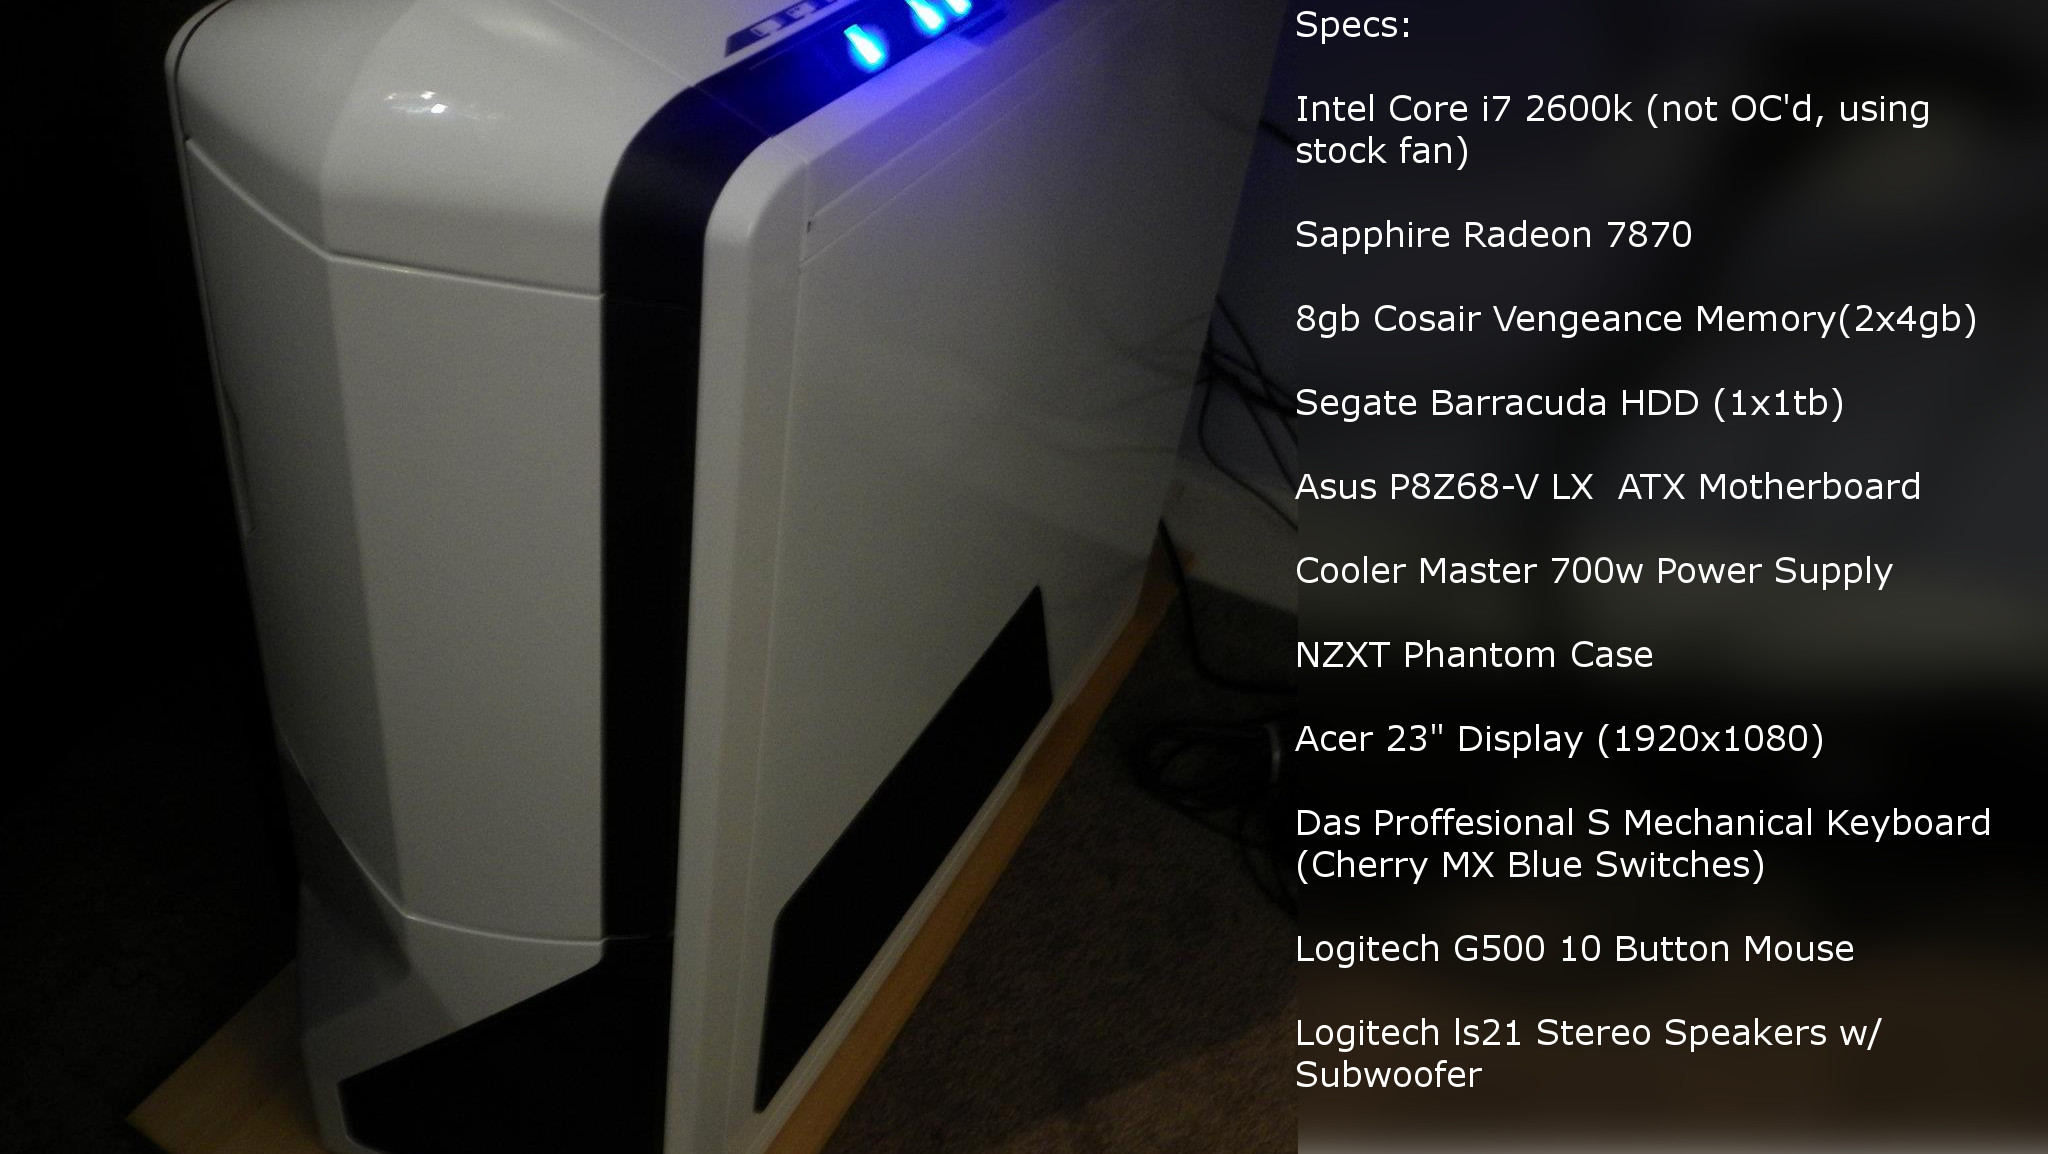 Specs:
Intel Core i7 2600k (not OC'd, using
stock fan)
Sapphire Radeon 7870
8gb Cosair Vengeance Memory(2x4gb)
Segate Barracuda HDD (1x1tb)
Asus P8Z68-V LX  ATX Motherboard
Cooler Master 700w Power Supply
NZXT Phantom Case
Acer 23" Display (1920x1080)
Das Proffesional S Mechanical Keyboard
(Cherry MX Blue Switches)
Logitech G500 10 Button Mouse
Logitech ls21 Stereo Speakers w/
Subwoofer